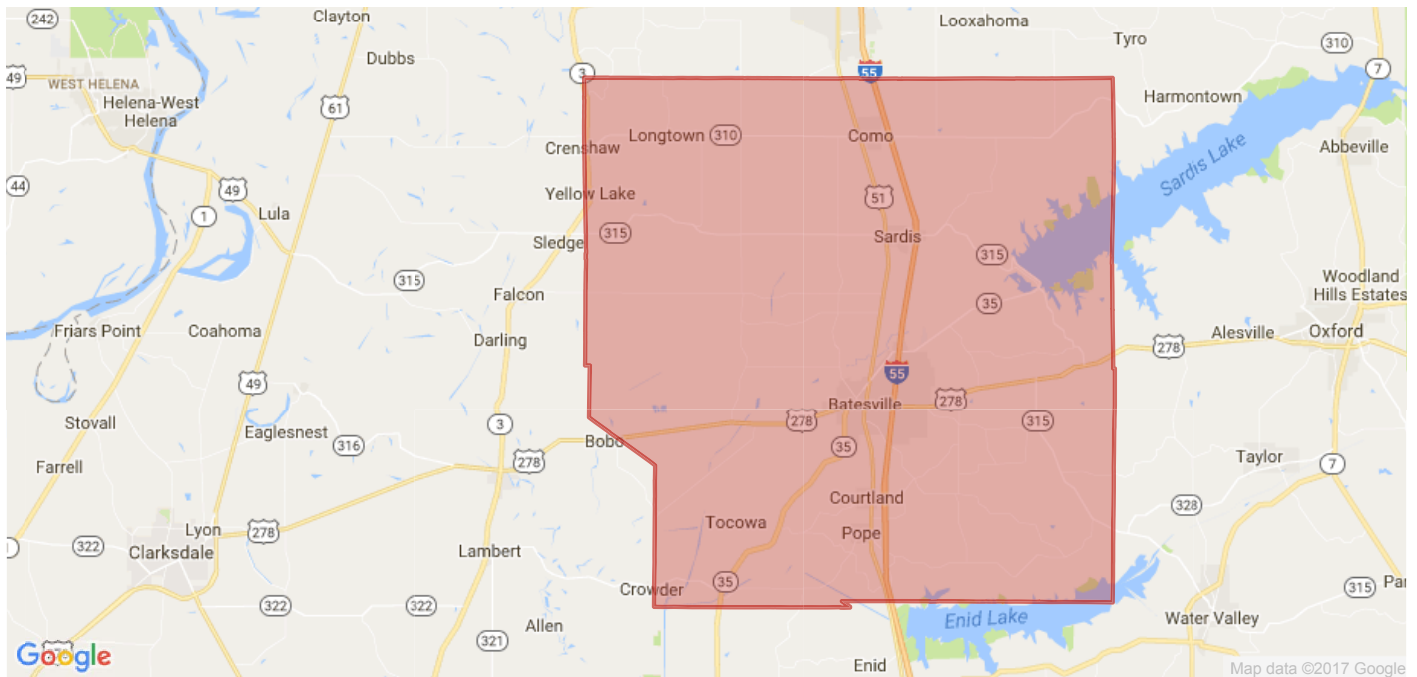 242
Clayton
Looxahoma
Tyro
310
Dubbs
49
3
55
7
WEST HELENA
Helena-West
Helena
61
Harmontown
Longtown
310
Como
Crenshaw
Abbeville
Sardis Lake
44
49
Yellow Lake
51
1
Lula
Sledge
315
Sardis
315
315
Woodland
Hills Estates
Falcon
35
Friars Point
Coahoma
Darling
Alesville
Oxford
278
49
55
278
Batesville
Stovall
278
315
3
Eaglesnest
316
Bobo
35
Farrell
278
Taylor
7
Courtland
328
Tocowa
Pope
Lyon
278
322
Clarksdale
Lambert
35
Crowder
315
322
322
Enid Lake
Water Valley
Allen
321
Google
Enid
Map data ©2017 Google